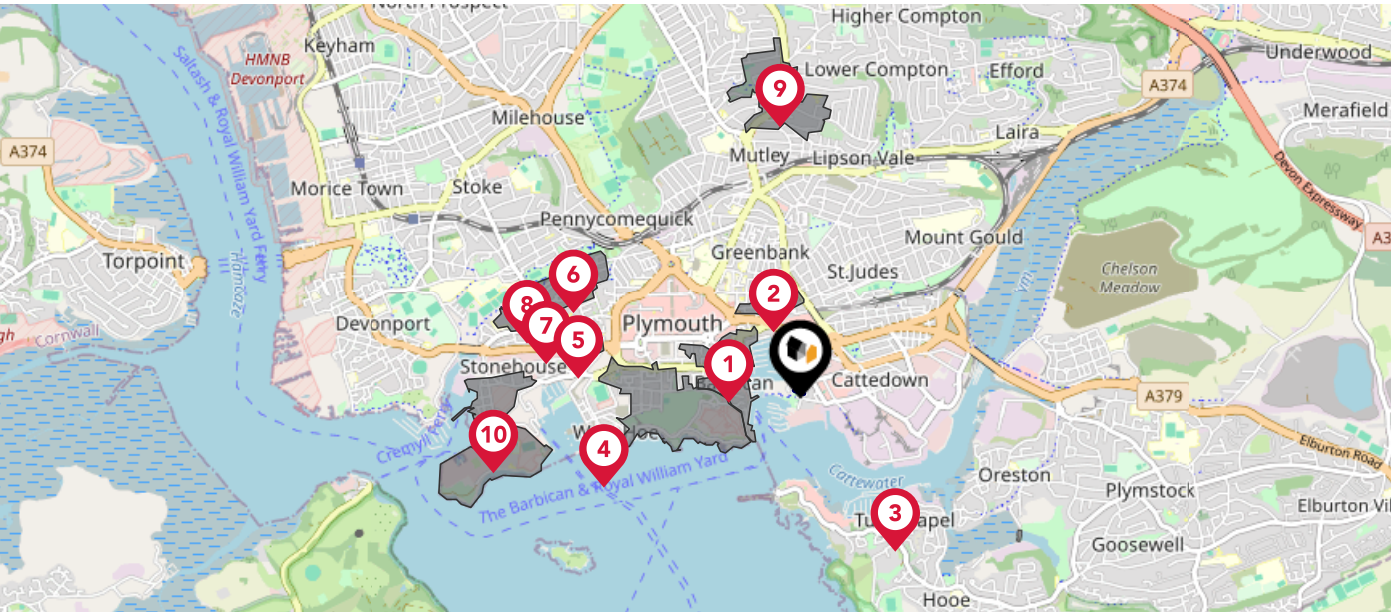 North Prospect
Higher Compton
Keyham
HMNB
Devonport
Saltash & Royal William Yard Ferry
Lower Compton
Efford
Underwood
A374
9
Merafield
Milehouse
Laira
A374
Mutley
Lipson Vale
Devon Expressway
Morice Town
Stoke
Pennycomequick
A3
Mount Gould
Greenbank
Torpoint
Hamoaze
St.Judes
Chelson
Meadow
6
2
8
7
Devonport
Plymouth
Cornwall
5
1
Stonehouse
Cattedown
A379
10
4
Cremyll Ferry
The Barbican & Royal William Yard
Elburton Road
Oreston
Cattewater
Plymstock
Elburton Vil
3
Goosewell
Hooe